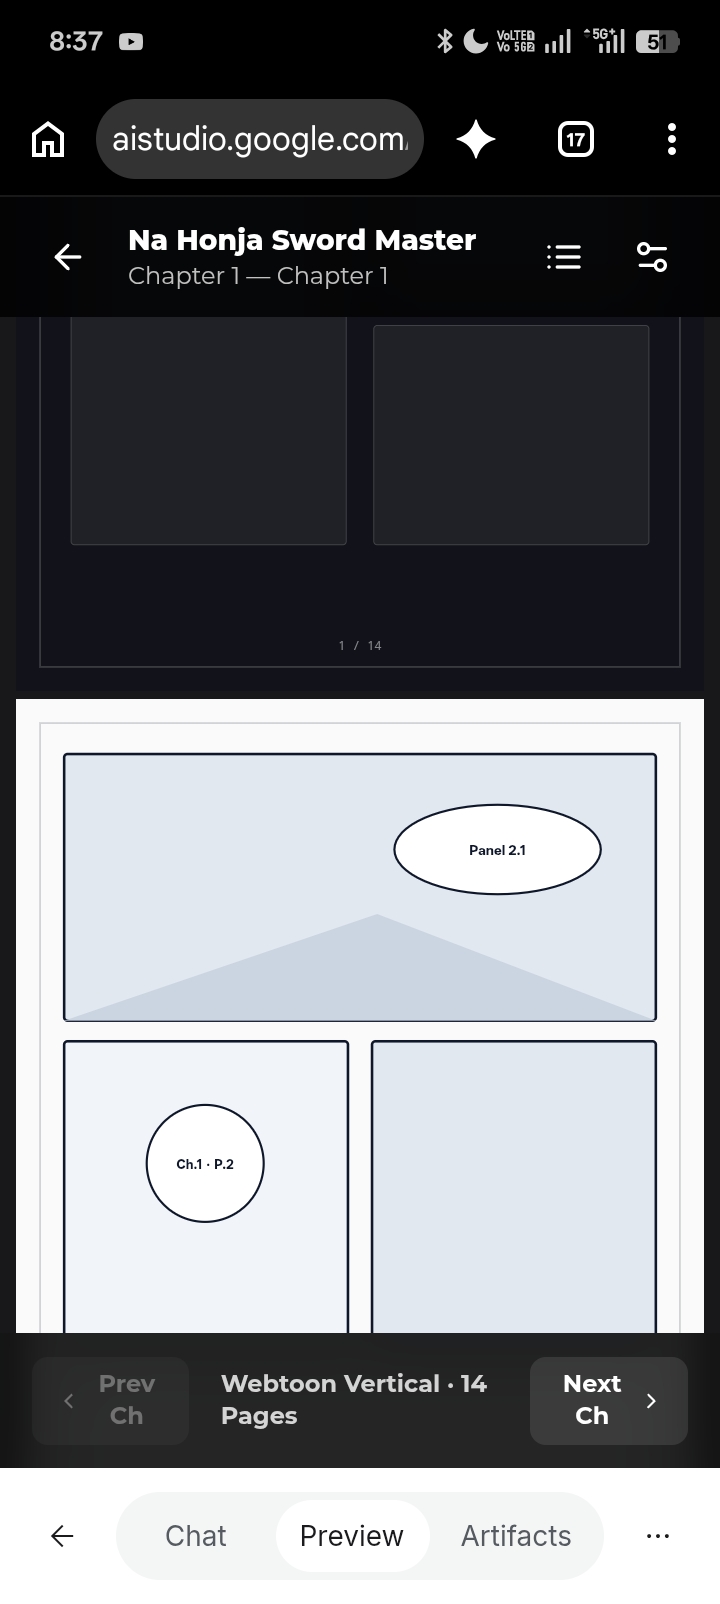 8:37
VoLTE1
Vo 5G2
5G+
51
aistudio.google.com/
17
Na Honja Sword Master
Chapter 1 — Chapter 1
1 / 14
Panel 2.1
Ch.1 · P.2
Prev
Ch
Webtoon Vertical · 14
Pages
Next
Ch
Chat
Preview
Artifacts